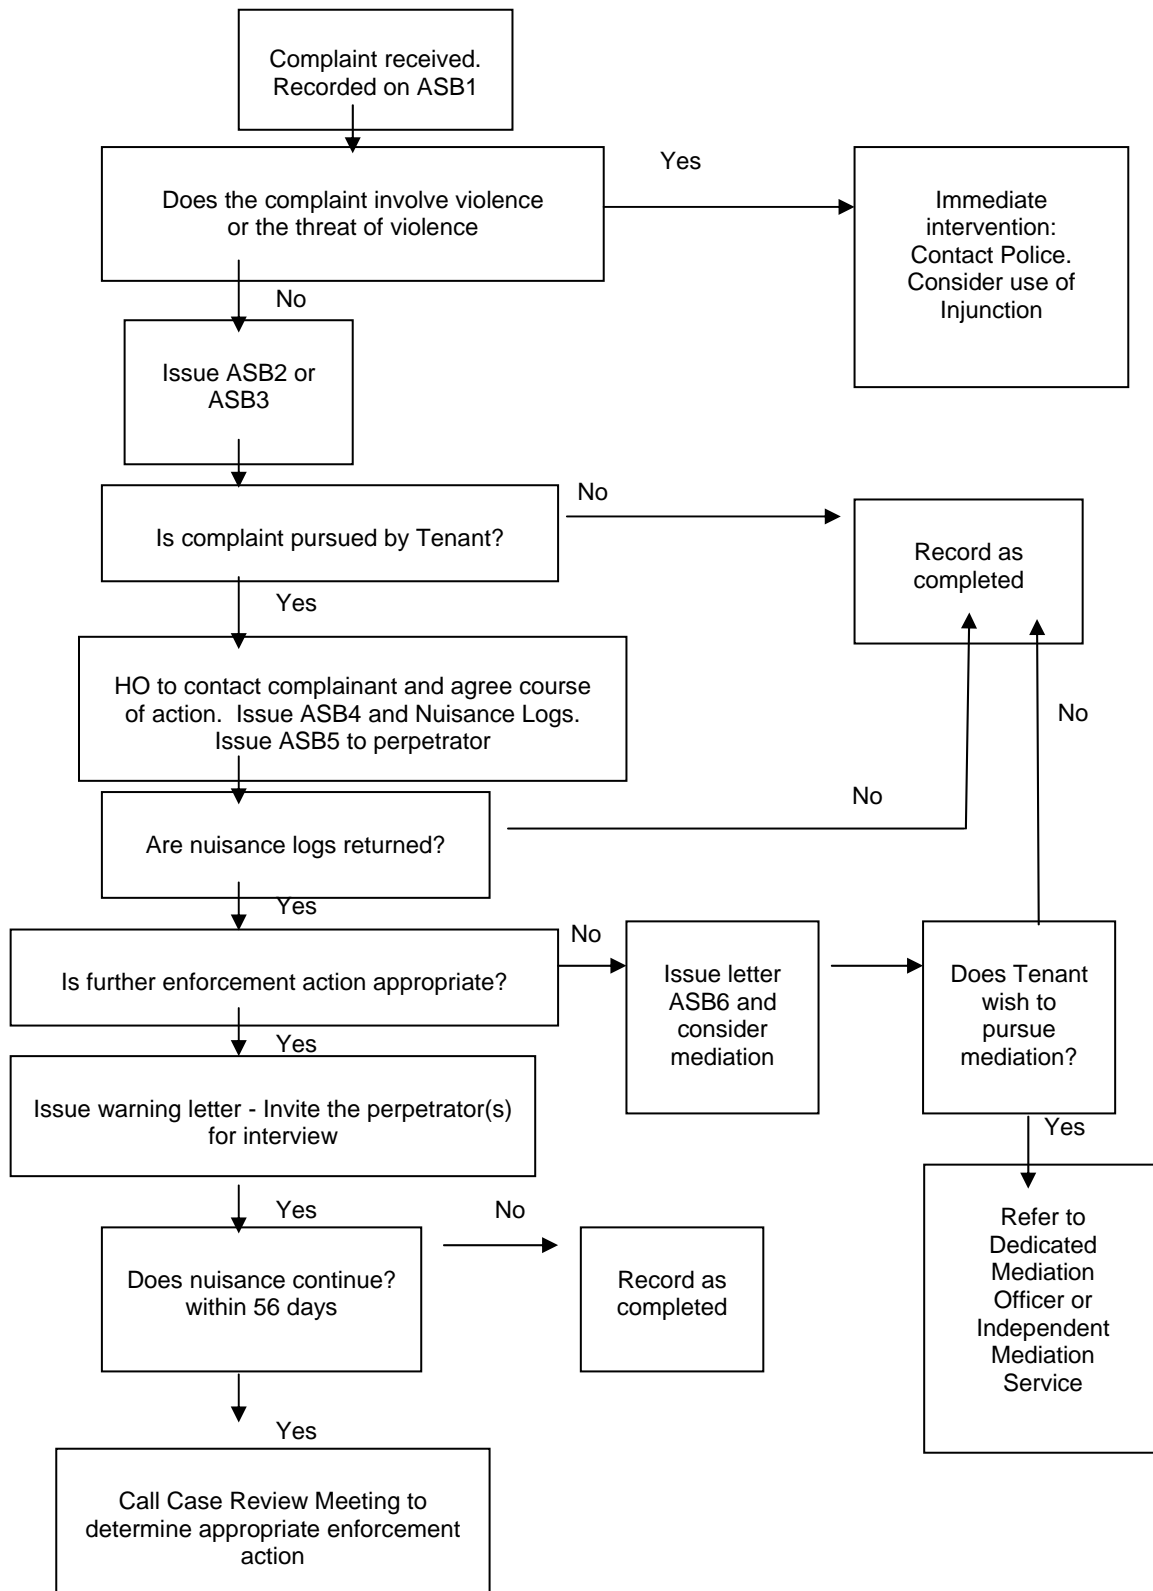 Complaint received.
Recorded on ASB1
Does the complaint involve violence
or the threat of violence
Yes
Immediate
intervention:
Contact Police.
Consider use of
Injunction
No
Issue ASB2 or
ASB3
Is complaint pursued by Tenant?
No
Record as
completed
Yes
HO to contact complainant and agree course
of action.  Issue ASB4 and Nuisance Logs.
Issue ASB5 to perpetrator
No
Are nuisance logs returned?
No
Yes
Is further enforcement action appropriate?
No
Issue letter
ASB6 and
consider
mediation
Does Tenant
wish to
pursue
mediation?
Yes
Issue warning letter - Invite the perpetrator(s)
for interview
Yes
Refer to
Dedicated
Mediation
Officer or
Independent
Mediation
Service
Yes
No
Does nuisance continue?
within 56 days
Record as
completed
Yes
Call Case Review Meeting to
determine appropriate enforcement
action